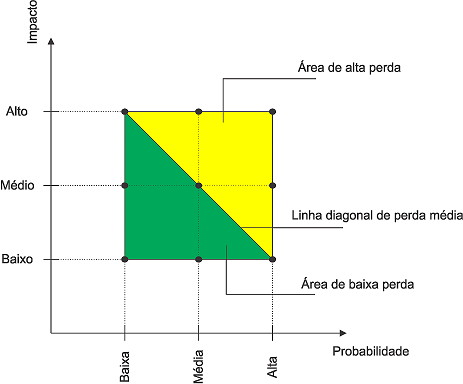 Impacto
Área de alta perda
Alto
Médio
Linha diagonal de perda média
Baixo
Área de baixa perda
Probabilidade
Baixa
Média
Alta